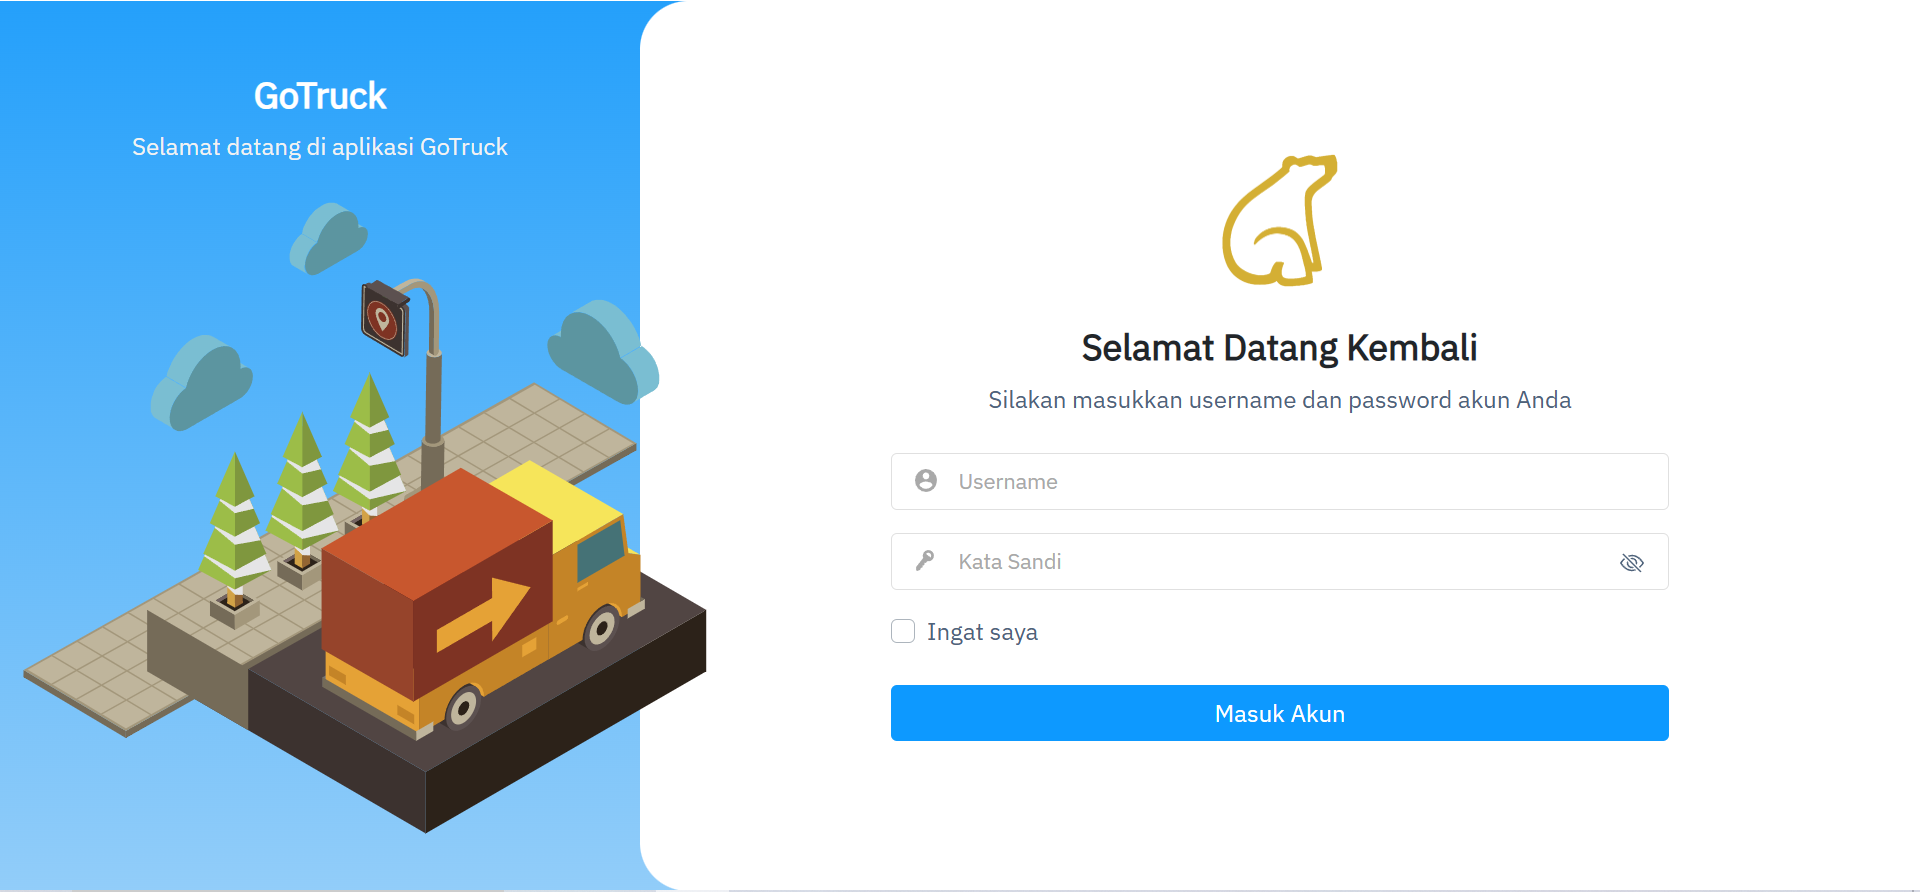 GoTruck
Selamat datang di aplikasi GoTruck
Selamat Datang Kembali
Silakan masukkan username dan password akun Anda
Username
Kata Sandi
Ingat saya
Masuk Akun